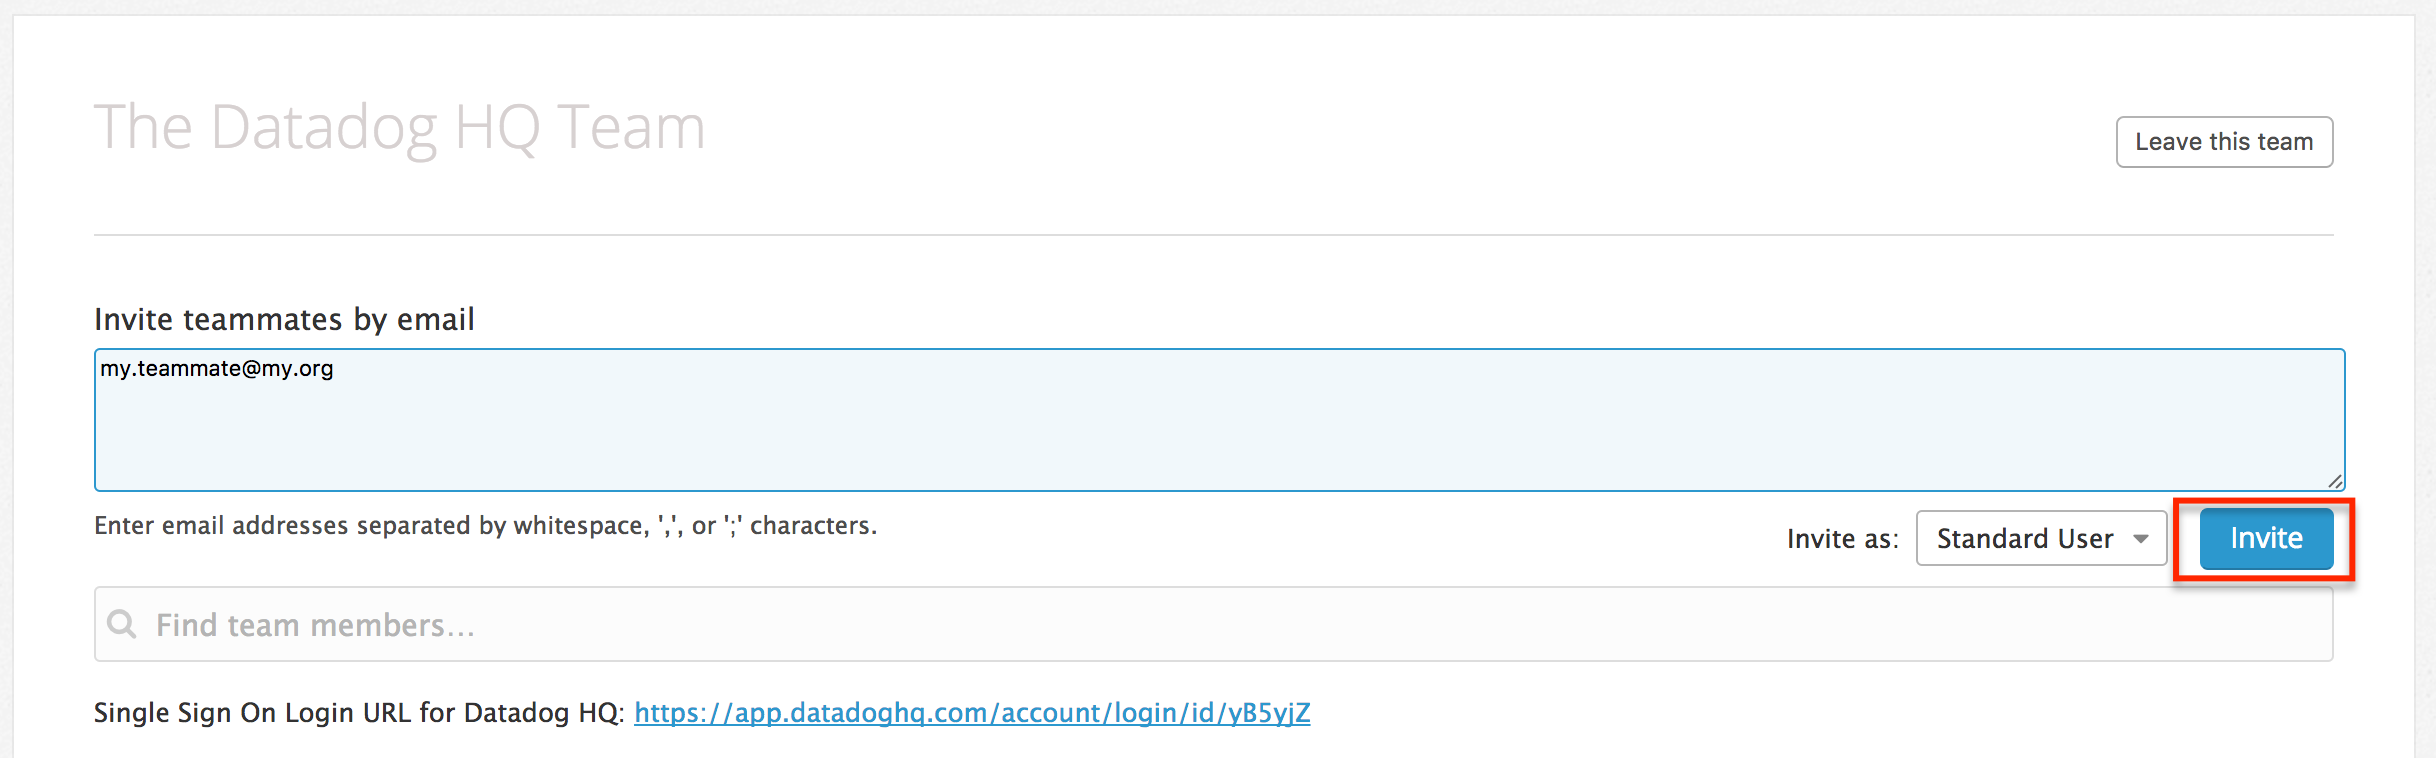 The Datadog HQ Team
Leave this team
Invite teammates by email
my.teammate@my.org
Enter email addresses separated by whitespace, ',', or ';' characters.
Invite as: Standard User Invite
Find team members...
Single Sign On Login URL for Datadog HQ: https://app.datadoghq.com/account/login/id/yB5yjZ